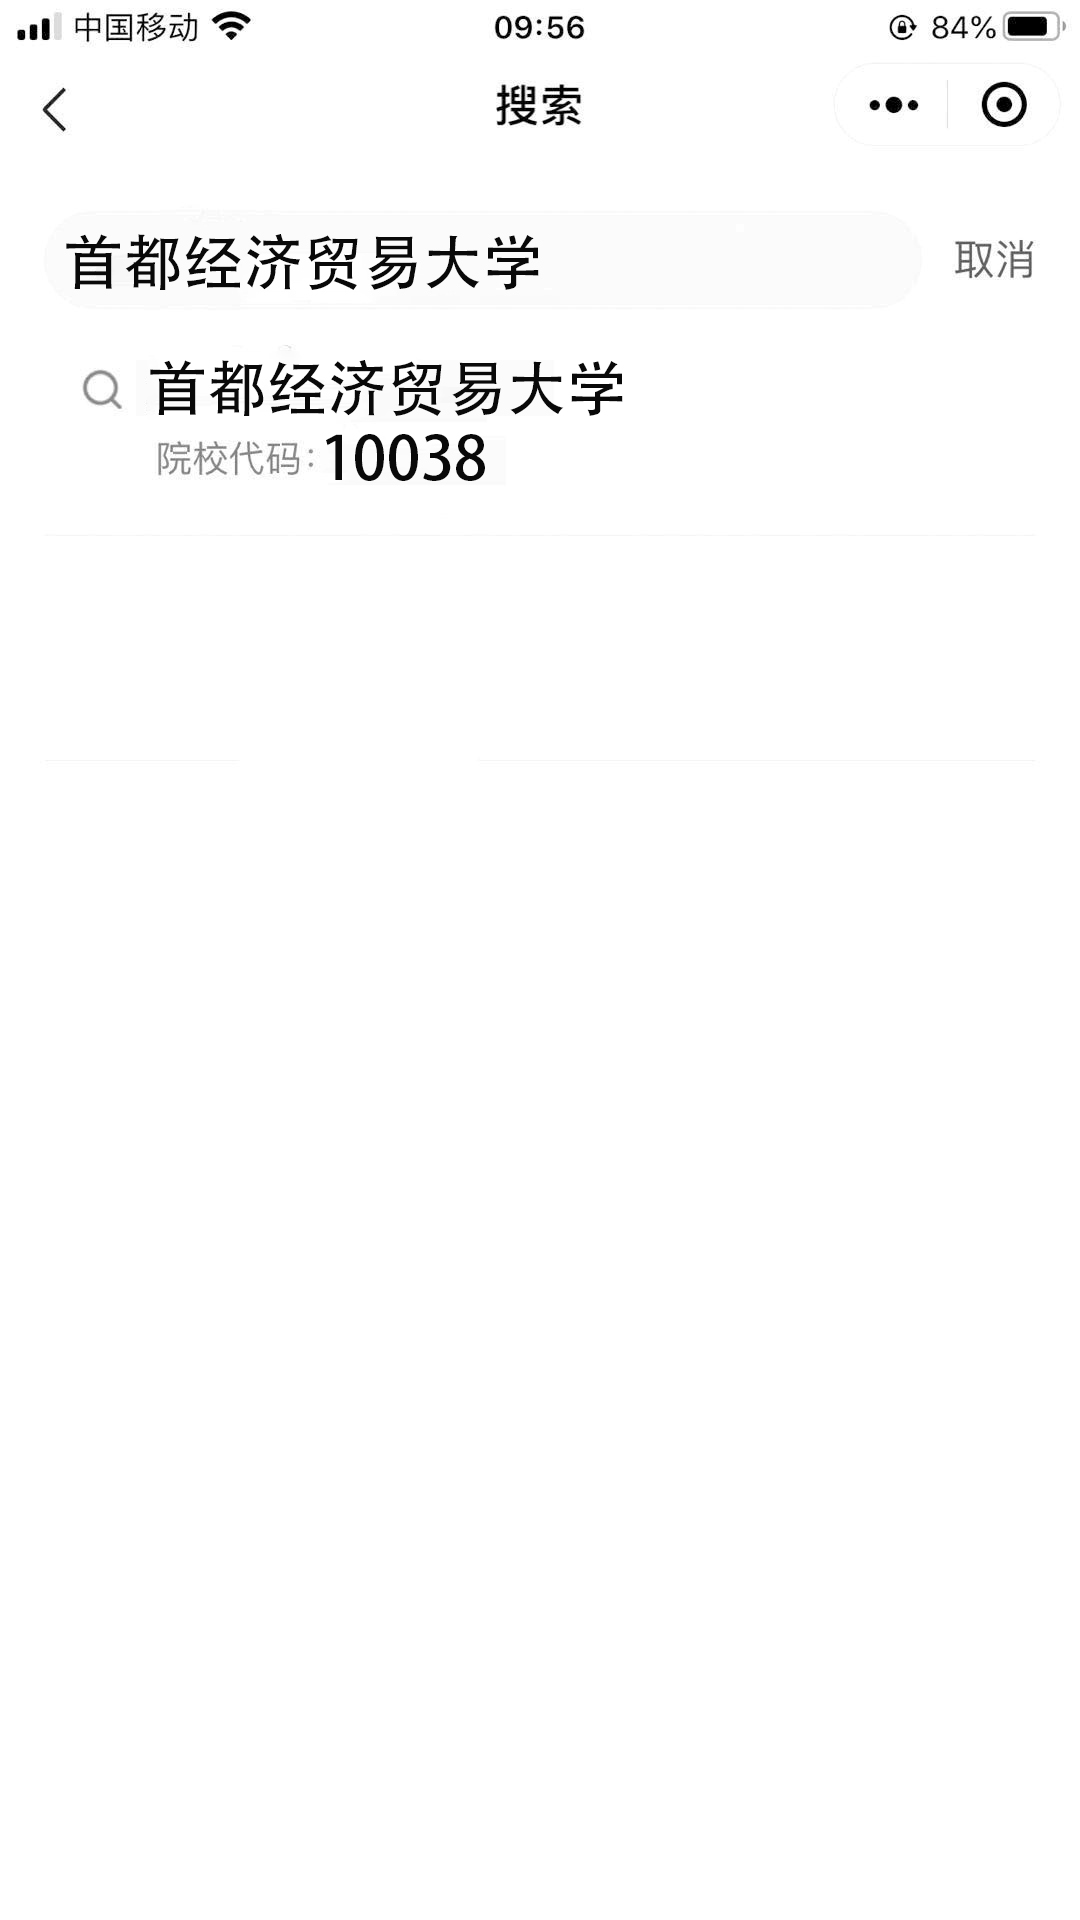 中国移动 09:56 84%
搜索
首都经济贸易大学 取消
首都经济贸易大学
院校代码:10038